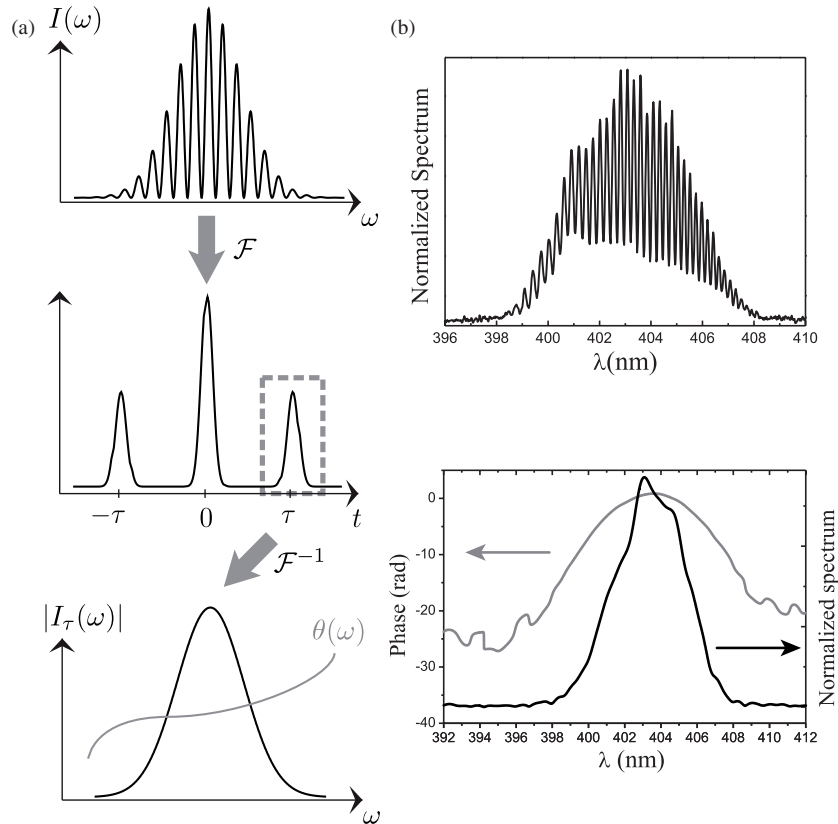 (a)
I(ω)
ω
ℱ
−τ 0 τ t
ℱ⁻¹
|I_τ(ω)|
θ(ω)
ω
(b)
Normalized Spectrum
396 398 400 402 404 406 408 410
λ(nm)
Phase (rad)
0
-10
-20
-30
-40
392 394 396 398 400 402 404 406 408 410 412
λ (nm)
Normalized spectrum